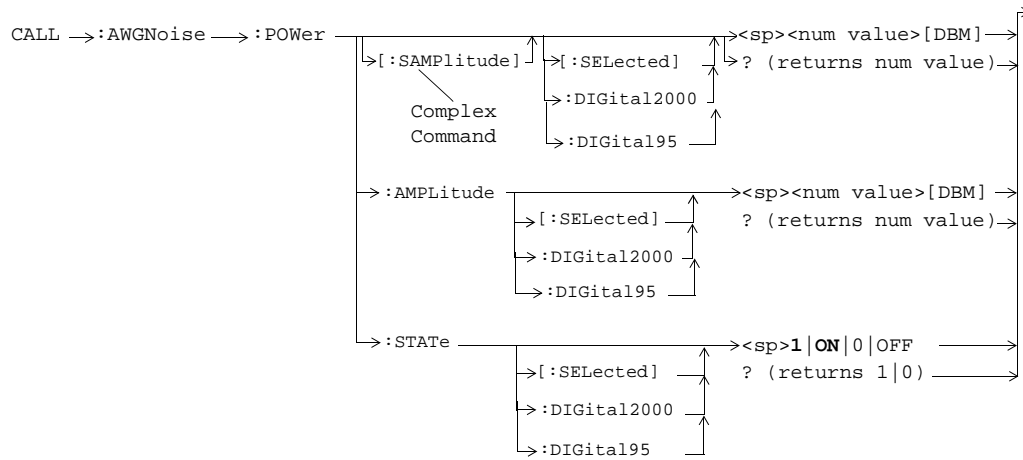 CALL :AWGNoise :POWer <sp><num value>[DBM]
[:SAMPlitude] [:SELected] ? (returns num value)
:DIGital2000
Complex
Command
:DIGital95
:AMPLitude <sp><num value>[DBM]
[:SELected] ? (returns num value)
:DIGital2000
:DIGital95
:STATe <sp>1|ON|0|OFF
[:SELected] ? (returns 1|0)
:DIGital2000
:DIGital95